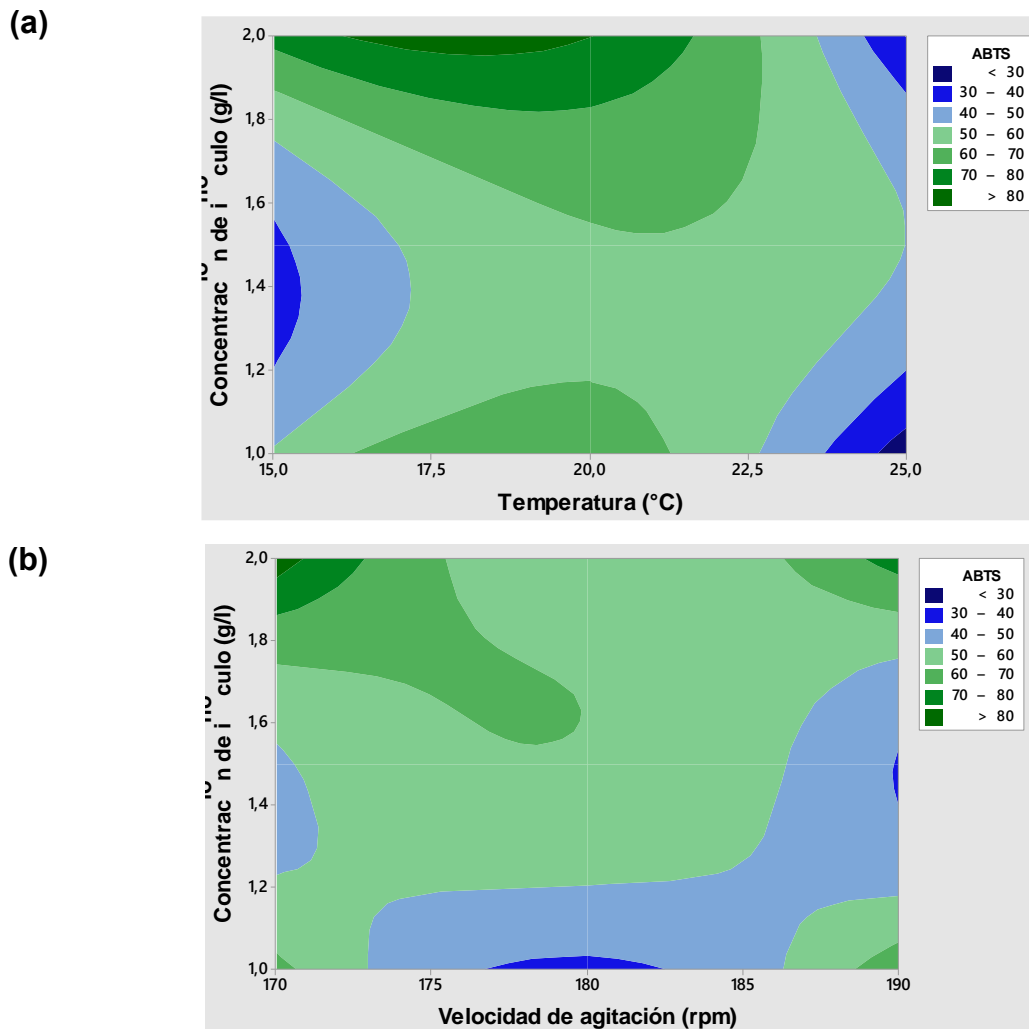 (a)
2,0
1,8
1,6
1,4
1,2
1,0
15,0 17,5 20,0 22,5 25,0
Temperatura (°C)
ABTS
< 30
30 – 40
40 – 50
50 – 60
60 – 70
70 – 80
> 80
(b)
2,0
1,8
1,6
1,4
1,2
1,0
170 175 180 185 190
Velocidad de agitación (rpm)
ABTS
< 30
30 – 40
40 – 50
50 – 60
60 – 70
70 – 80
> 80